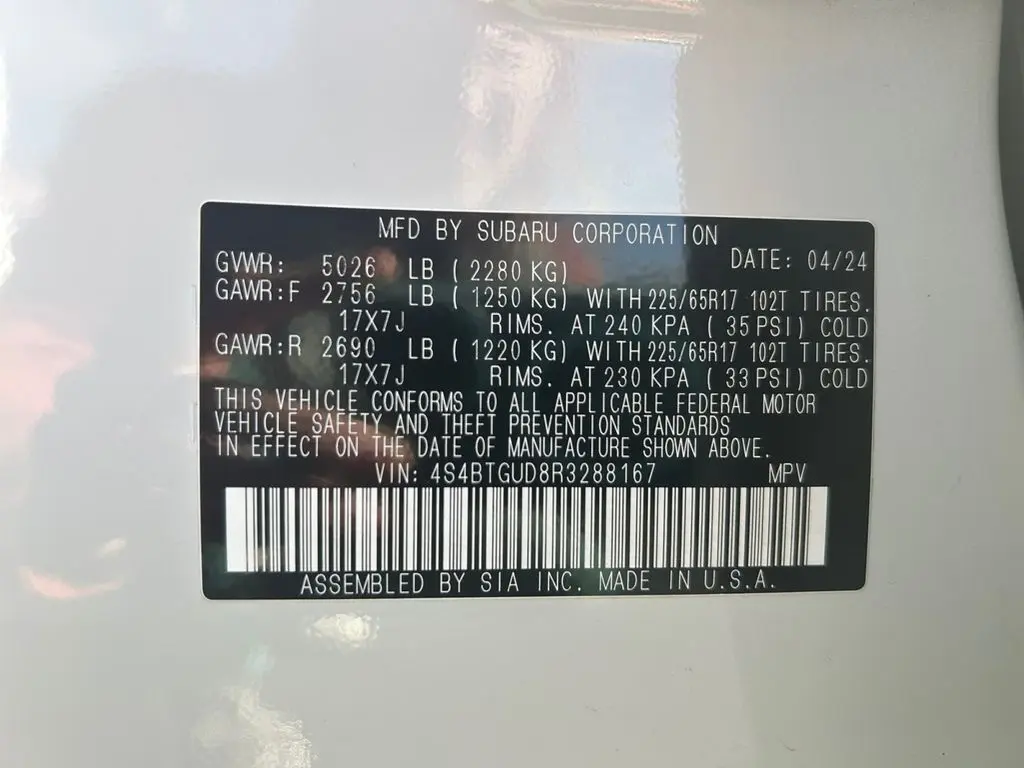 MFD BY SUBARU CORPORATION
GVWR: 5026 LB ( 2280 KG) DATE: 04/24
GAWR:F 2756 LB ( 1250 KG) WITH 225/65R17 102T TIRES.
17X7J RIMS. AT 240 KPA ( 35 PSI) COLD
GAWR:R 2690 LB ( 1220 KG) WITH 225/65R17 102T TIRES.
17X7J RIMS. AT 230 KPA ( 33 PSI) COLD
THIS VEHICLE CONFORMS TO ALL APPLICABLE FEDERAL MOTOR
VEHICLE SAFETY AND THEFT PREVENTION STANDARDS
IN EFFECT ON THE DATE OF MANUFACTURE SHOWN ABOVE.
VIN: 4S4BTGUD8R3288167 MPV
ASSEMBLED BY SIA INC. MADE IN U.S.A.